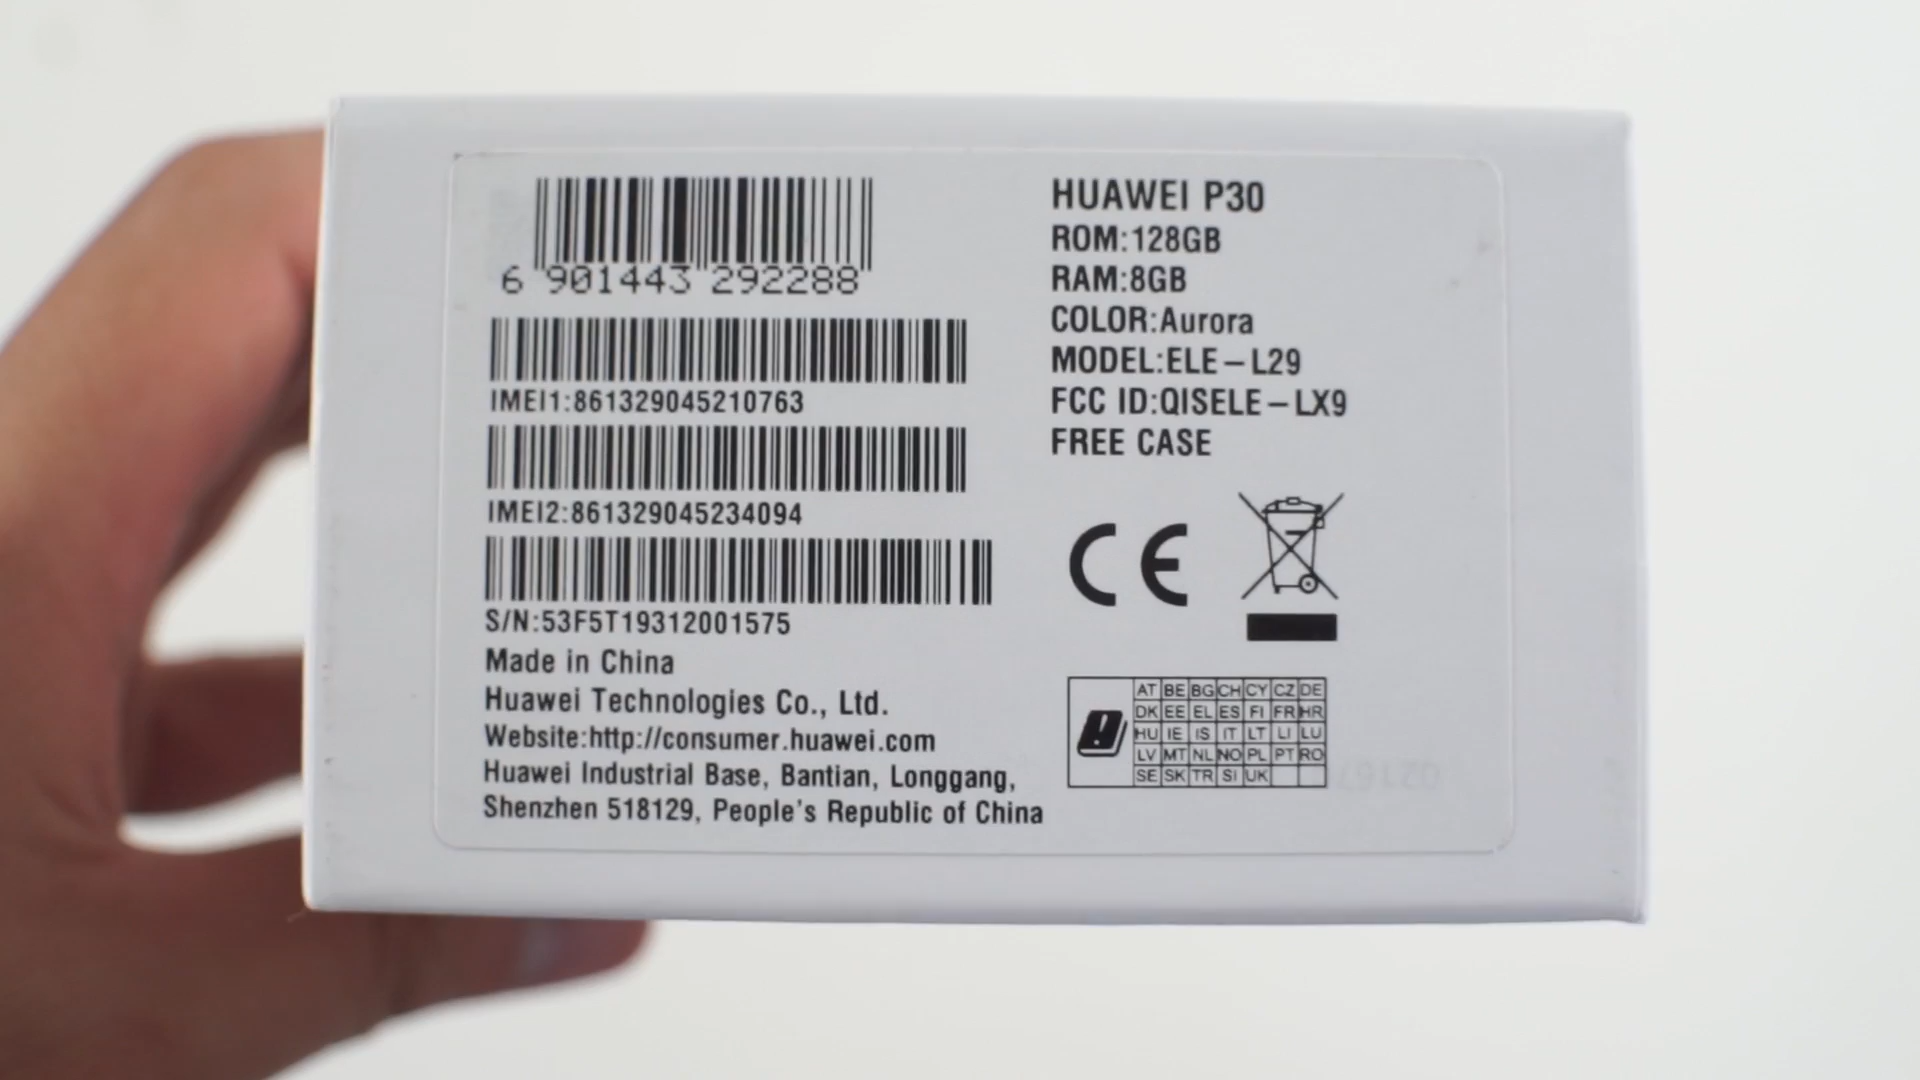 6 901443 292288
IMEI1:861329045210763
IMEI2:861329045234094
S/N:53F5T19312001575
Made in China
Huawei Technologies Co., Ltd.
Website:http://consumer.huawei.com
Huawei Industrial Base, Bantian, Longgang,
Shenzhen 518129, People's Republic of China
HUAWEI P30
ROM:128GB
RAM:8GB
COLOR:Aurora
MODEL:ELE-L29
FCC ID:QISELE-LX9
FREE CASE
CE
AT BE BG CH CY CZ DE
DK EE EL ES FI FR HR
HU IE IS IT LT LI LU
LV MT NL NO PL PT RO
SE SK TR SI UK